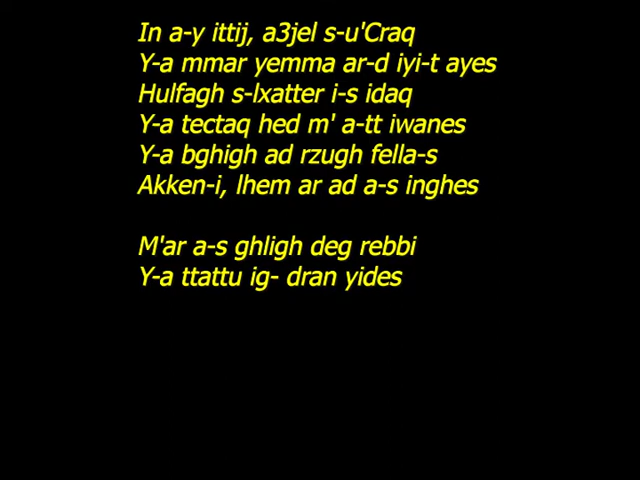 In a-y ittij, a3jel s-u'Craq
Y-a mmar yemma ar-d iyi-t ayes
Hulfagh s-lxatter i-s idaq
Y-a tectaq hed m' a-tt iwanes
Y-a bghigh ad rzugh fella-s
Akken-i, lhem ar ad a-s inghes
M'ar a-s ghligh deg rebbi
Y-a ttattu ig- dran yides